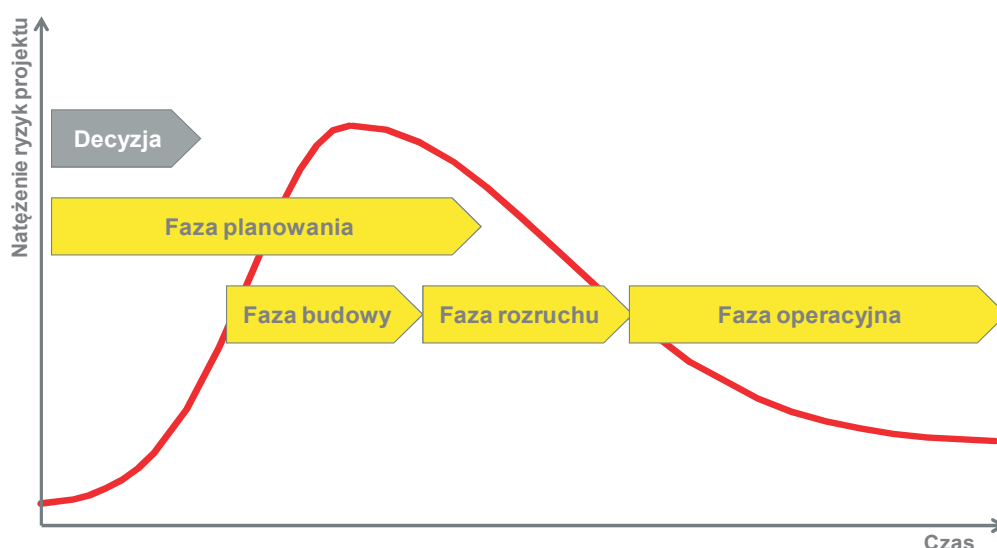 Natężenie ryzyk projektu
Decyzja
Faza planowania
Faza budowy
Faza rozruchu
Faza operacyjna
Czas